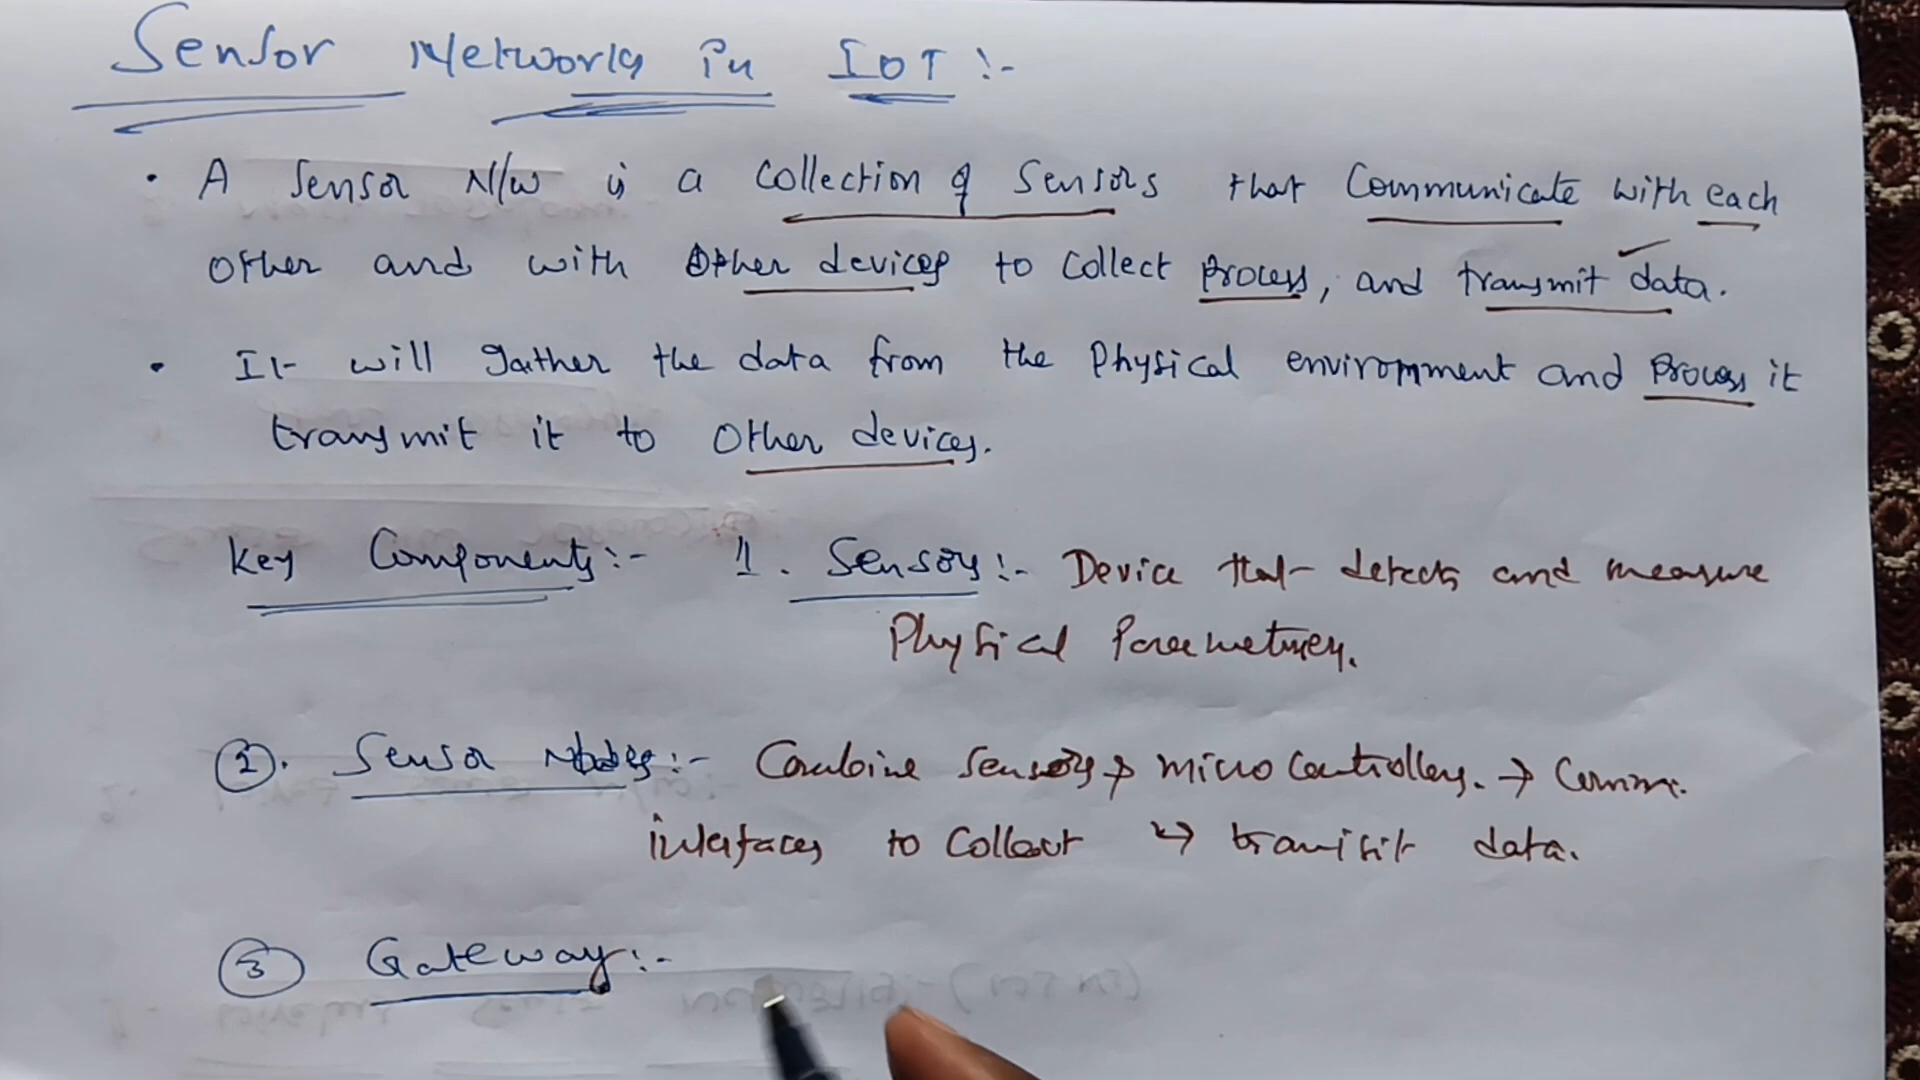 Sensor Networks in IOT :-
• A Sensor N/w is a Collection of Sensors that Communicate with each
other and with Other devices to Collect Process, and transmit data.
• It will gather the data from the Physical environment and Process it
transmit it to Other devices.
Key Components:- 1. Sensors:- Device that detects and measure
Physical Parameters.
2. Sensor Nodes:- Combine Sensors → micro Controllers. → Comm.
interfaces to Collect ↪ transmit data.
3 Gateway:-